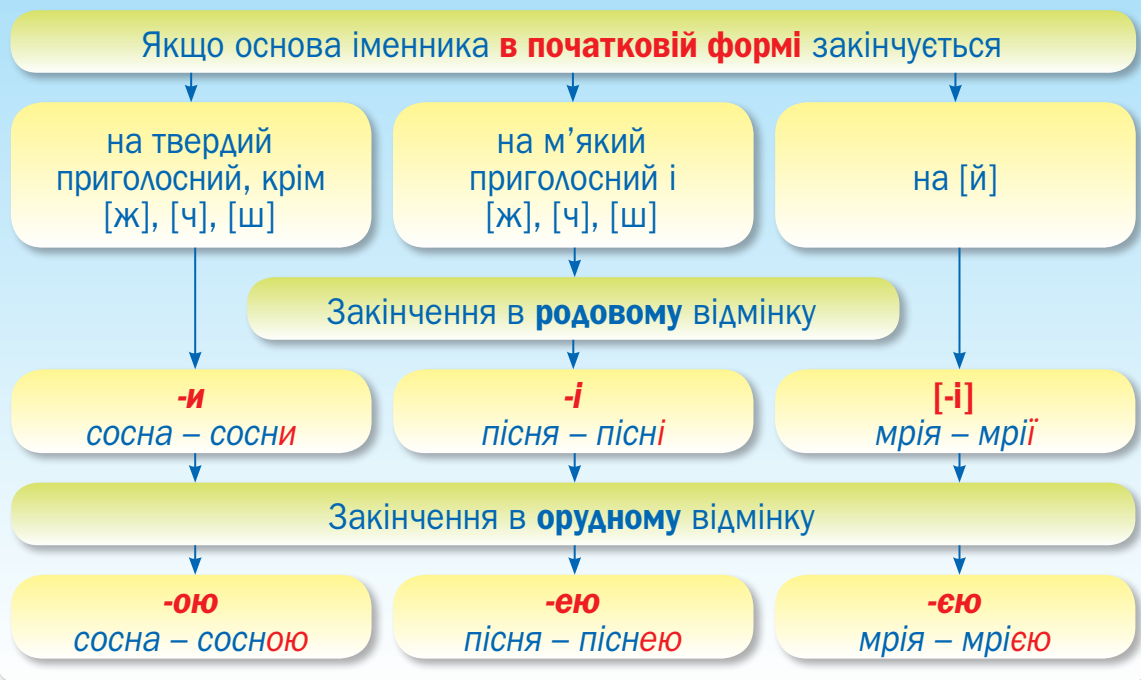 Якщо основа іменника в початковій формі закінчується
на твердий
приголосний, крім
[ж], [ч], [ш]
на м’який
приголосний і
[ж], [ч], [ш]
на [й]
Закінчення в родовому відмінку
-и
сосна – сосни
-і
пісня – пісні
[-і]
мрія – мрії
Закінчення в орудному відмінку
-ою
сосна – сосною
-ею
пісня – піснею
-єю
мрія – мрією